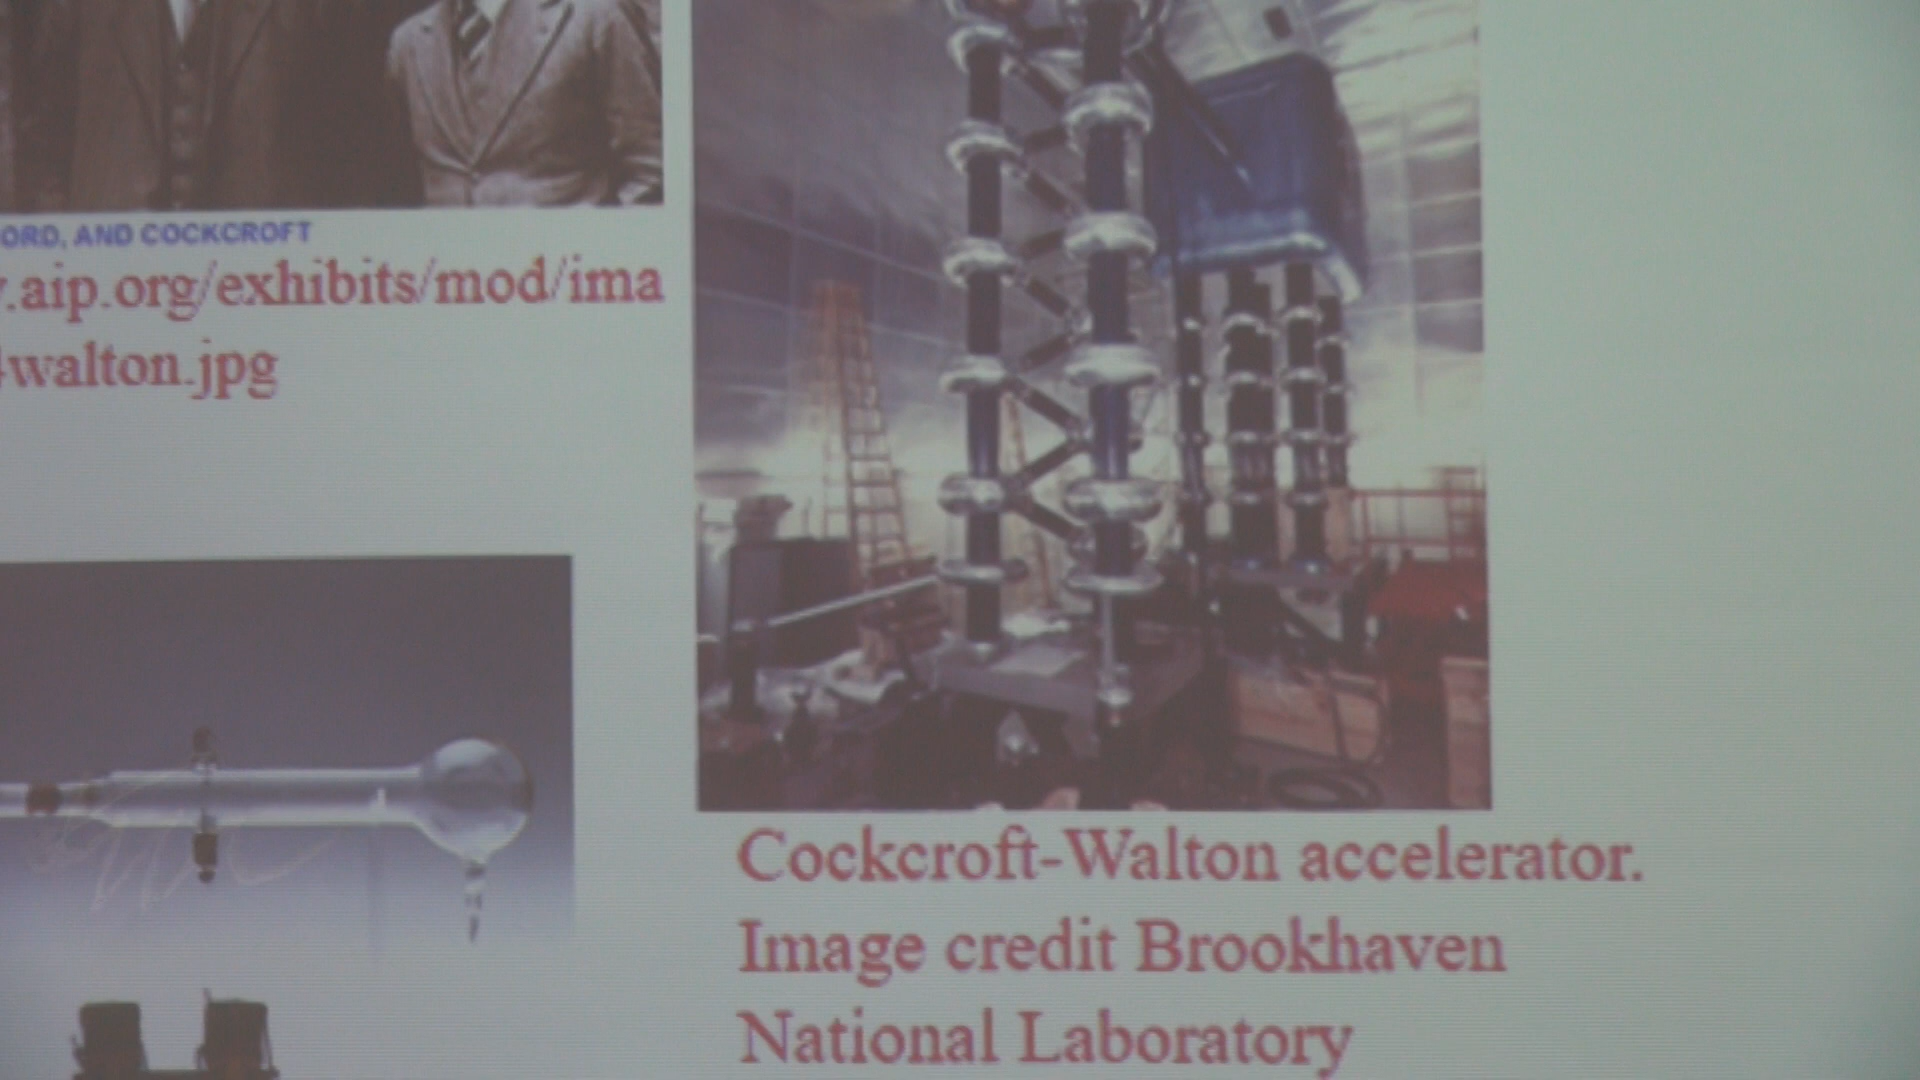 ORD, AND COCKCROFT
.aip.org/exhibits/mod/ima
walton.jpg
Cockcroft-Walton accelerator.
Image credit Brookhaven
National Laboratory